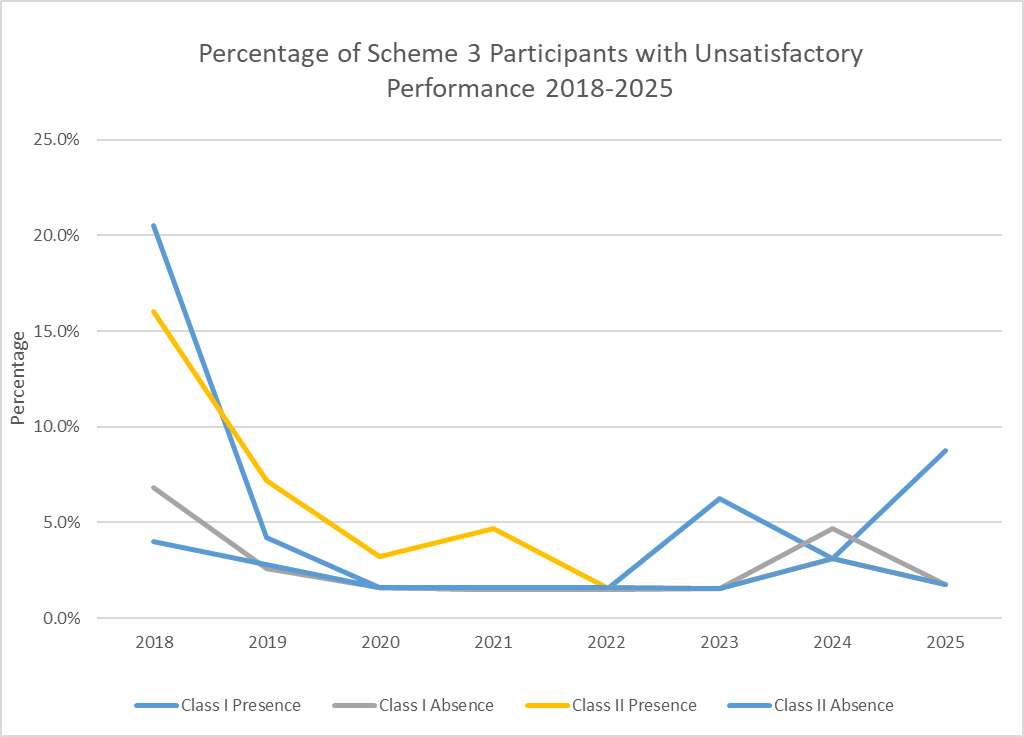 Percentage of Scheme 3 Participants with Unsatisfactory
Performance 2018-2025
25.0%
20.0%
15.0%
10.0%
5.0%
0.0%
Percentage
2018 2019 2020 2021 2022 2023 2024 2025
Class I Presence Class I Absence Class II Presence Class II Absence